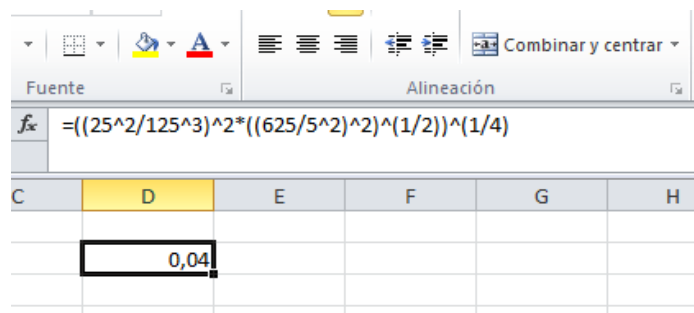 A
Combinar y centrar
Fuente
Alineación
fx =((25^2/125^3)^2*((625/5^2)^2)^(1/2))^(1/4)
C D E F G H
0,04